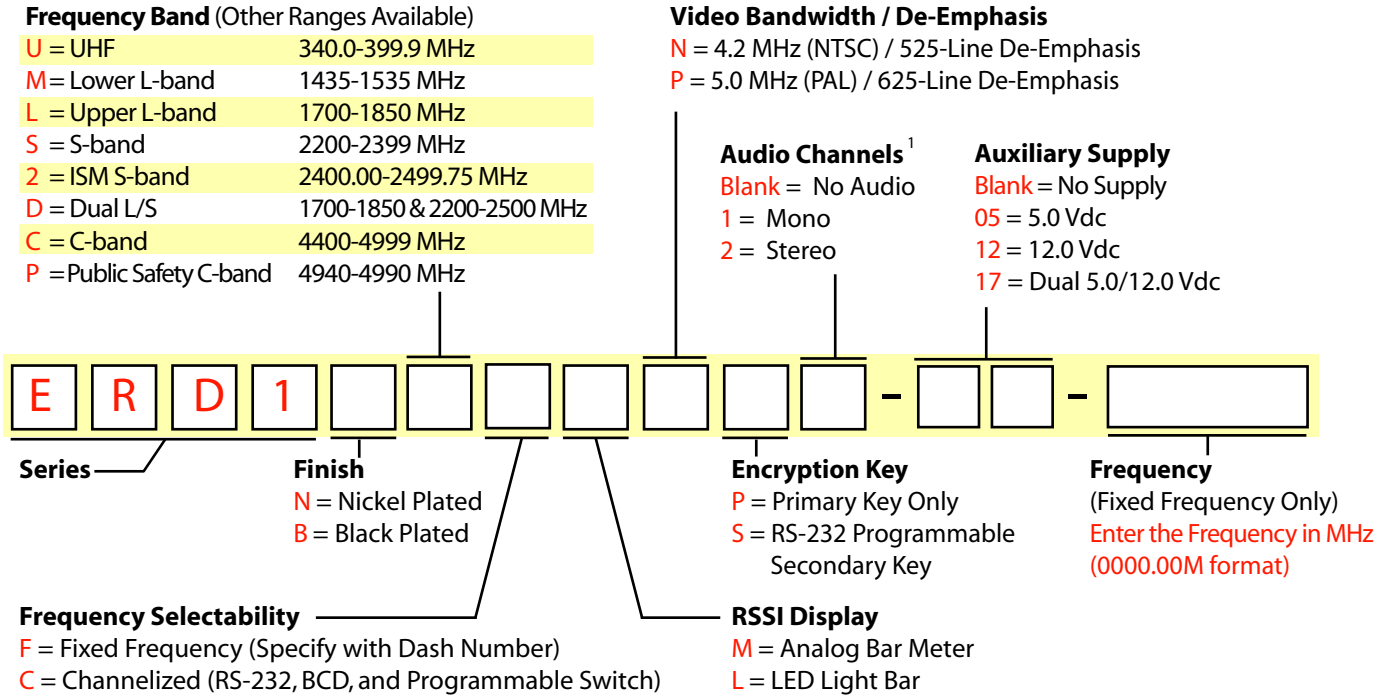 Frequency Band (Other Ranges Available)
U = UHF 340.0-399.9 MHz
M = Lower L-band 1435-1535 MHz
L = Upper L-band 1700-1850 MHz
S = S-band 2200-2399 MHz
2 = ISM S-band 2400.00-2499.75 MHz
D = Dual L/S 1700-1850 & 2200-2500 MHz
C = C-band 4400-4999 MHz
P = Public Safety C-band 4940-4990 MHz
Video Bandwidth / De-Emphasis
N = 4.2 MHz (NTSC) / 525-Line De-Emphasis
P = 5.0 MHz (PAL) / 625-Line De-Emphasis
Audio Channels 1
Blank = No Audio
1 = Mono
2 = Stereo
Auxiliary Supply
Blank = No Supply
05 = 5.0 Vdc
12 = 12.0 Vdc
17 = Dual 5.0/12.0 Vdc
E R D 1 - -
Series
Finish
N = Nickel Plated
B = Black Plated
Encryption Key
P = Primary Key Only
S = RS-232 Programmable
Secondary Key
Frequency
(Fixed Frequency Only)
Enter the Frequency in MHz
(0000.00M format)
Frequency Selectability
F = Fixed Frequency (Specify with Dash Number)
C = Channelized (RS-232, BCD, and Programmable Switch)
RSSI Display
M = Analog Bar Meter
L = LED Light Bar